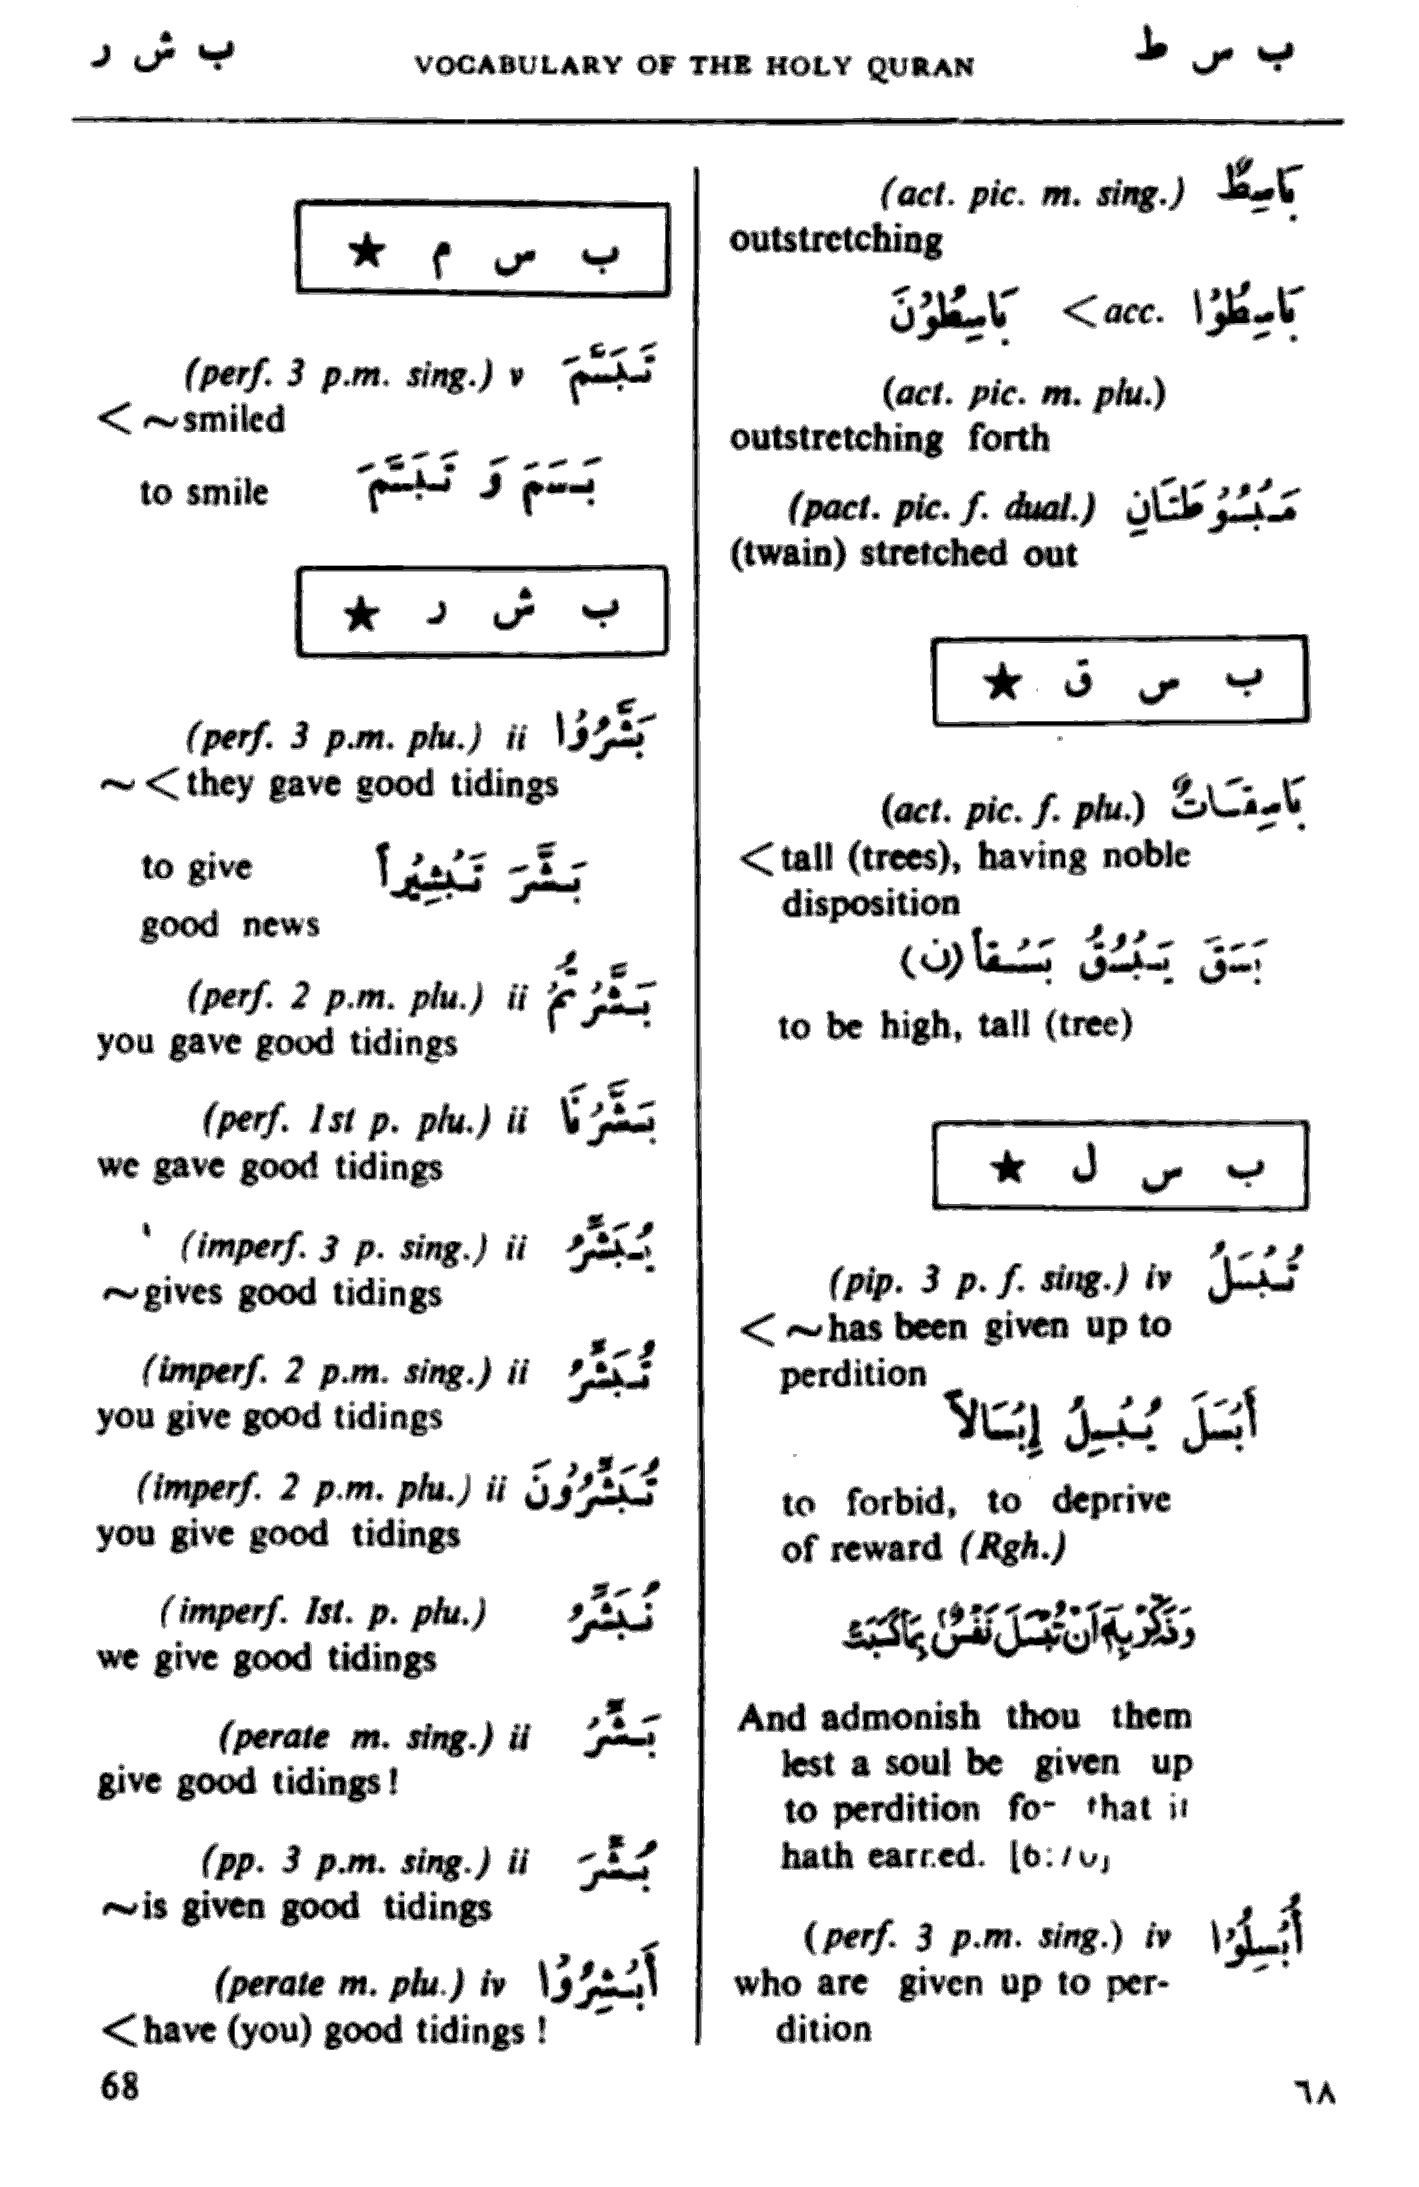 ب ش ر VOCABULARY OF THE HOLY QURAN ب س ط
(act. pic. m. sing.) بَاسِطٌ
outstretching
بَاسِطُوْنَ < acc. بَاسِطُوْا
(act. pic. m. plu.)
outstretching forth
(pact. pic. f. dual.) مَبْسُوْطَتَانِ
(twain) stretched out
ب س ق ★
(act. pic. f. plu.) بَاسِقَاتٌ
< tall (trees), having noble
disposition
بَسَقَ يَبْسُقُ بَسْقاً (ن)
to be high, tall (tree)
ب س ل ★
(pip. 3 p. f. sing.) iv تُبْسَلُ
< ~ has been given up to
perdition
أَبْسَلَ يُبْسِلُ إِبْسَالاً
to forbid, to deprive
of reward (Rgh.)
وَذَكِّرْ بِهٖٓ اَنْ تُبْسَلَ نَفْسٌ بِمَا كَسَبَتْ
And admonish thou them
lest a soul be given up
to perdition that it
hath earned.
(perf. 3 p.m. sing.) iv أُبْسِلُوْا
who are given up to per-
dition
ب س م ★
(perf. 3 p.m. sing.) v تَبَسَّمَ
< ~ smiled
to smile بَسَمَ وَ تَبَسَّمَ
ب ش ر ★
(perf. 3 p.m. plu.) ii بَشَّرُوْا
~ < they gave good tidings
to give بَشَّرَ تَبْشِيْراً
good news
(perf. 2 p.m. plu.) ii بَشَّرْتُمْ
you gave good tidings
(perf. 1st p. plu.) ii بَشَّرْنَا
we gave good tidings
(imperf. 3 p. sing.) ii يُبَشِّرُ
~ gives good tidings
(imperf. 2 p.m. sing.) ii تُبَشِّرُ
you give good tidings
(imperf. 2 p.m. plu.) ii تُبَشِّرُوْنَ
you give good tidings
(imperf. Ist. p. plu.) نُبَشِّرُ
we give good tidings
(perate m. sing.) ii بَشِّرْ
give good tidings!
(pp. 3 p.m. sing.) ii بُشِّرَ
~ is given good tidings
(perate m. plu.) iv أَبْشِرُوْا
< have (you) good tidings !
68 ٦٨